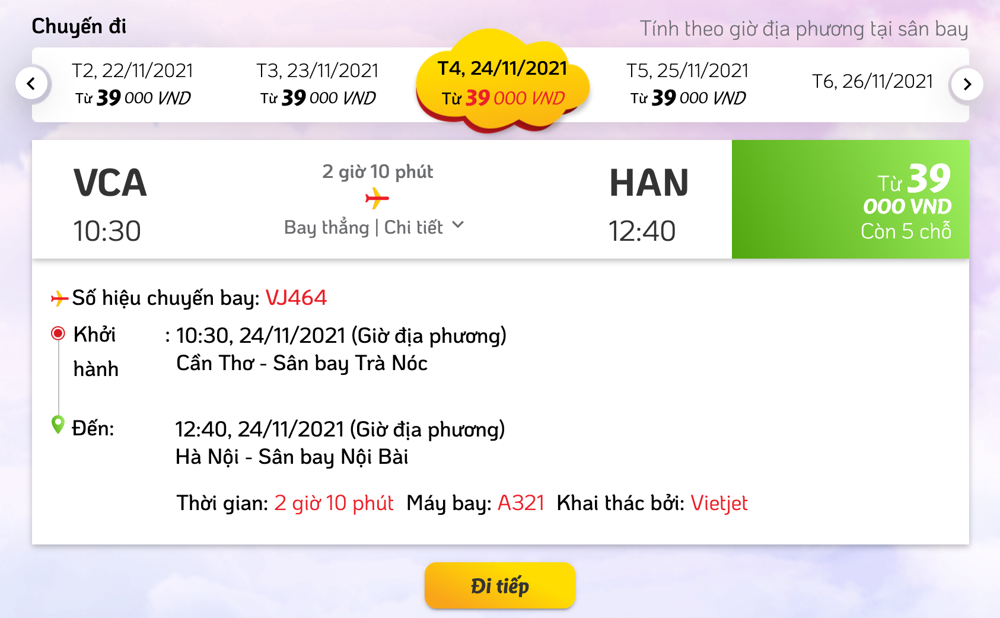 Chuyến đi
Tính theo giờ địa phương tại sân bay
T2, 22/11/2021
Từ 39 000 VND
T3, 23/11/2021
Từ 39 000 VND
T4, 24/11/2021
Từ 39 000 VND
T5, 25/11/2021
Từ 39 000 VND
T6, 26/11/2021
VCA
10:30
2 giờ 10 phút
Bay thẳng | Chi tiết
HAN
12:40
Từ 39
000 VND
Còn 5 chỗ
Số hiệu chuyến bay: VJ464
Khởi hành : 10:30, 24/11/2021 (Giờ địa phương)
Cần Thơ - Sân bay Trà Nóc
Đến: 12:40, 24/11/2021 (Giờ địa phương)
Hà Nội - Sân bay Nội Bài
Thời gian: 2 giờ 10 phút Máy bay: A321 Khai thác bởi: Vietjet
Đi tiếp